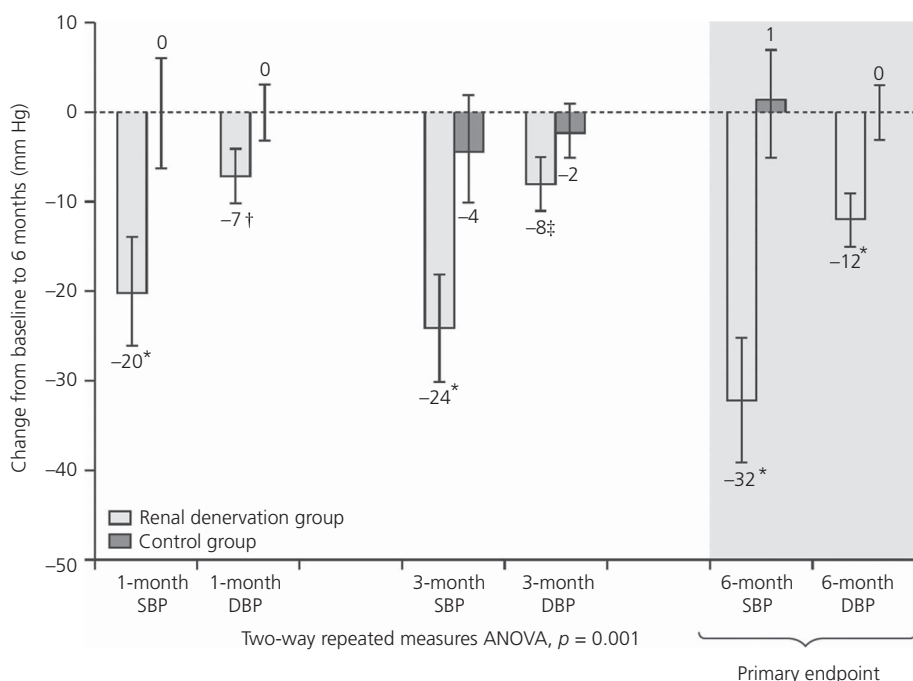 Change from baseline to 6 months (mm Hg)
10
0
–10
–20
–30
–40
–50
0
0
1
0
–7 †
–4
–2
–8‡
–12*
–20*
–24*
–32*
Renal denervation group
Control group
1-month SBP
1-month DBP
3-month SBP
3-month DBP
6-month SBP
6-month DBP
Two-way repeated measures ANOVA, p = 0.001
Primary endpoint